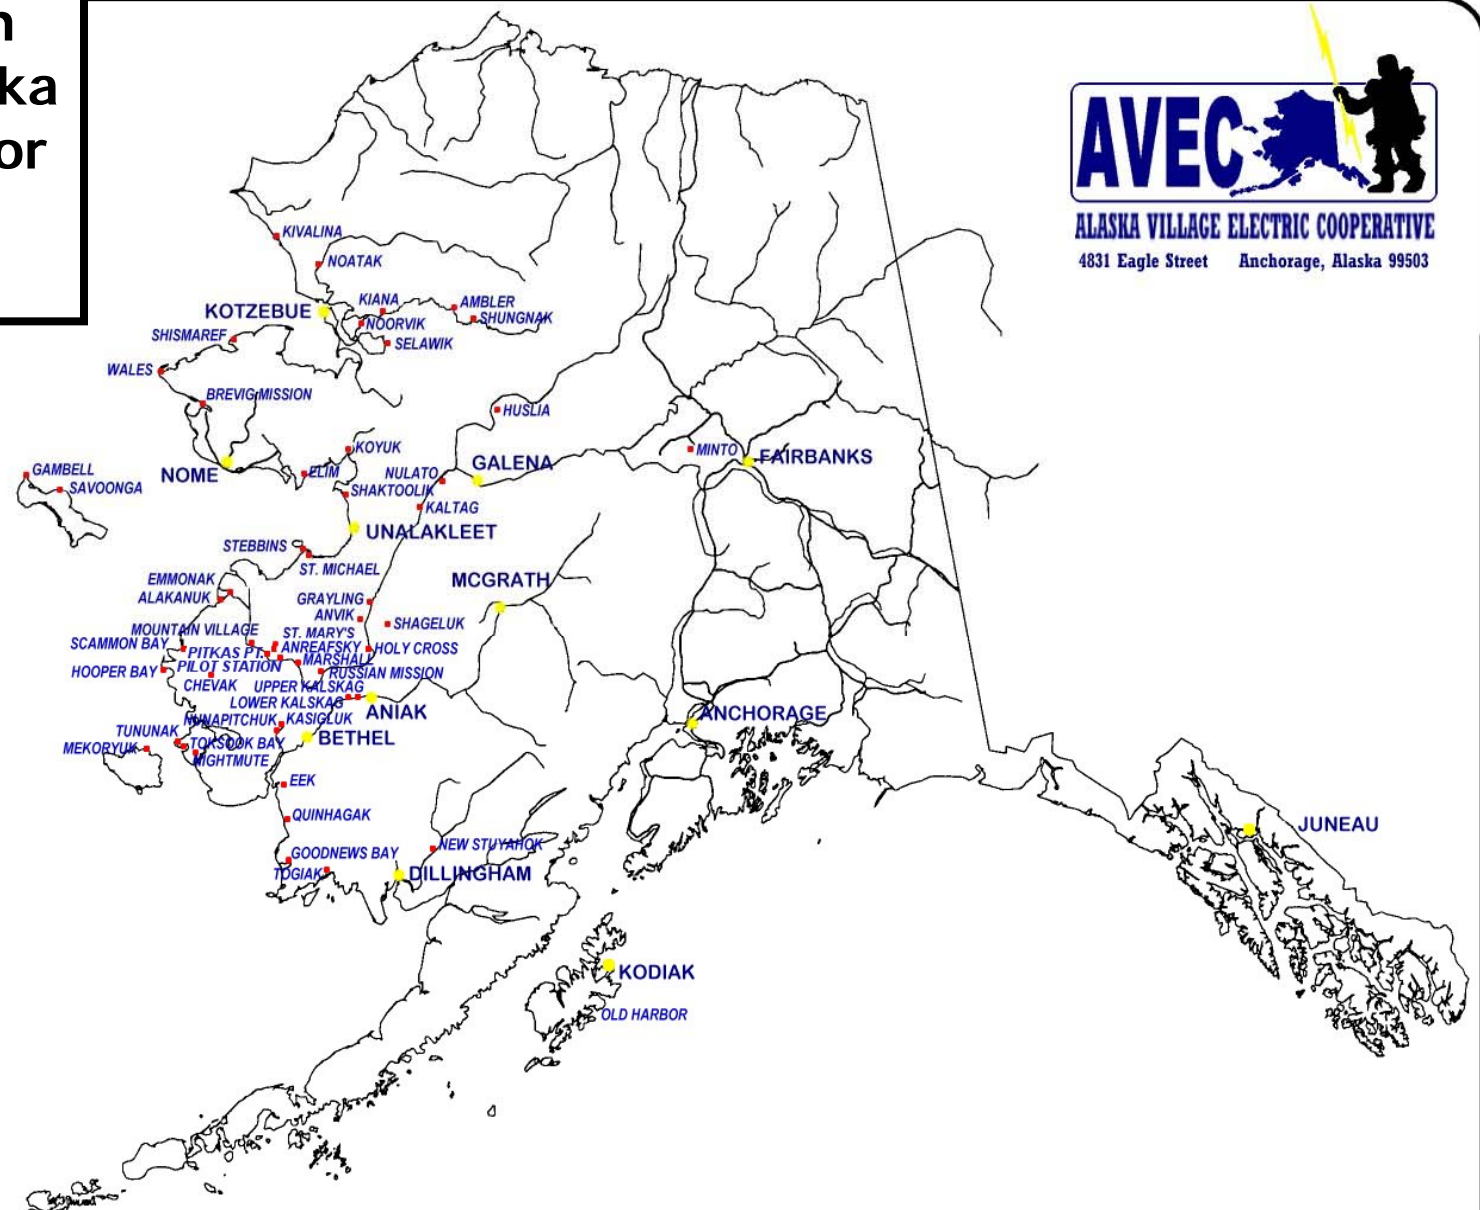 n
ka
or
AVEC
ALASKA VILLAGE ELECTRIC COOPERATIVE
4831 Eagle Street Anchorage, Alaska 99503
KIVALINA
NOATAK
KIANA
AMBLER
KOTZEBUE
SHUNGNAK
NOORVIK
SHISMAREF
SELAWIK
WALES
BREVIG MISSION
HUSLIA
KOYUK
MINTO
FAIRBANKS
GALENA
GAMBELL
NOME
ELIM
NULATO
SAVOONGA
SHAKTOOLIK
KALTAG
UNALAKLEET
STEBBINS
ST. MICHAEL
EMMONAK
MCGRATH
ALAKANUK
GRAYLING
ANVIK
SHAGELUK
MOUNTAIN VILLAGE
ST. MARY'S
SCAMMON BAY
ANREAFSKY
HOLY CROSS
PITKAS PT.
MARSHALL
PILOT STATION
HOOPER BAY
RUSSIAN MISSION
CHEVAK
UPPER KALSKAG
LOWER KALSKAG
ANIAK
ANCHORAGE
NUNAPITCHUK
KASIGLUK
TUNUNAK
BETHEL
TOKSOOK BAY
MEKORYUK
NIGHTMUTE
EEK
QUINHAGAK
JUNEAU
NEW STUYAHOK
GOODNEWS BAY
TOGIAK
DILLINGHAM
KODIAK
OLD HARBOR